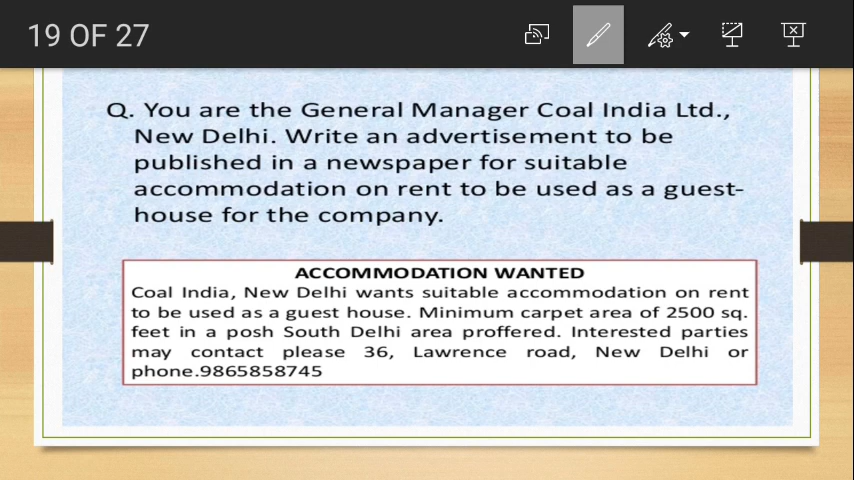 19 OF 27
Q. You are the General Manager Coal India Ltd.,
New Delhi. Write an advertisement to be
published in a newspaper for suitable
accommodation on rent to be used as a guest-
house for the company.
ACCOMMODATION WANTED
Coal India, New Delhi wants suitable accommodation on rent
to be used as a guest house. Minimum carpet area of 2500 sq.
feet in a posh South Delhi area proffered. Interested parties
may contact please 36, Lawrence road, New Delhi or
phone.9865858745